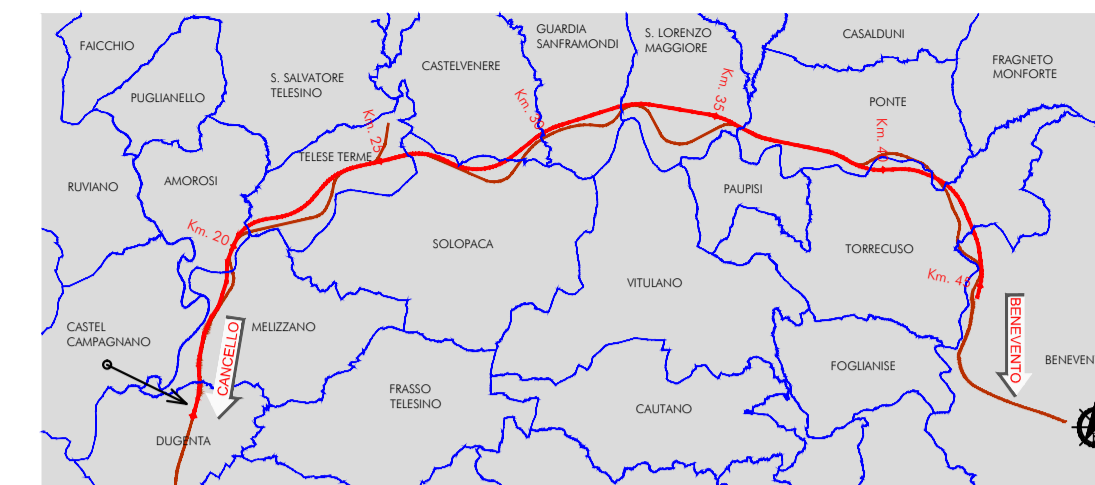 FAICCHIO
PUGLIANELLO
S. SALVATORE
TELESINO
CASTELVENERE
GUARDIA
SANFRAMONDI
S. LORENZO
MAGGIORE
CASALDUNI
FRAGNETO
MONFORTE
PONTE
Km. 25
Km. 30
Km. 35
Km. 40
TELESE TERME
RUVIANO
AMOROSI
PAUPISI
Km. 20
SOLOPACA
TORRECUSO
VITULANO
Km. 45
CASTEL
CAMPAGNANO
MELIZZANO
CANCELLO
BENEVENTO
FOGLIANISE
BENEVEN
FRASSO
TELESINO
CAUTANO
DUGENTA